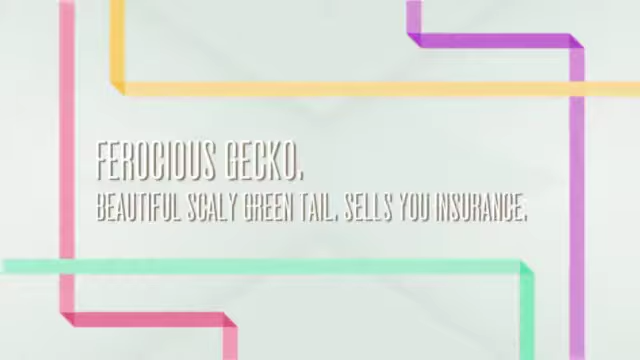 FEROCIOUS GECKO.
BEAUTIFUL SCALY GREEN TAIL. SELLS YOU INSURANCE.